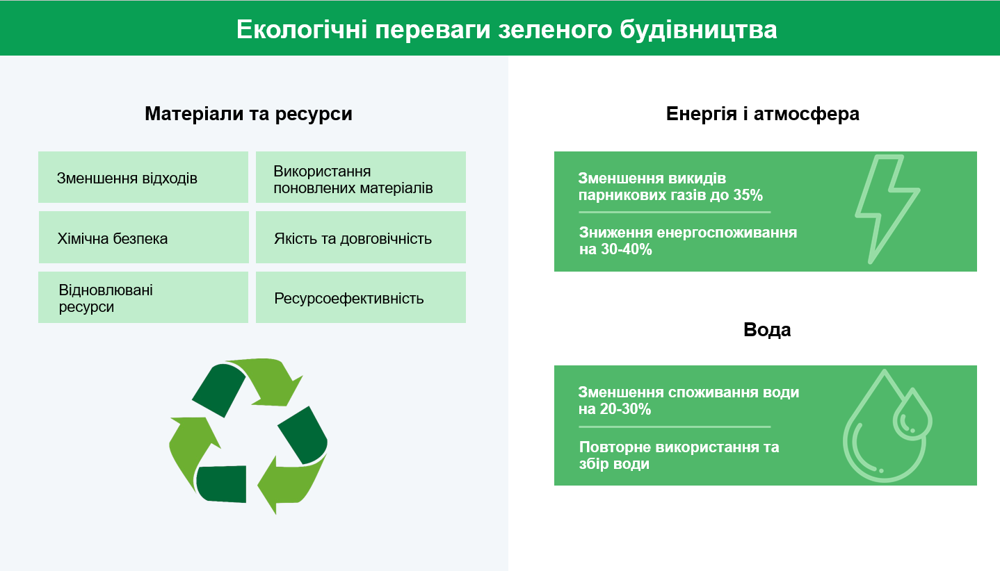 Екологічні переваги зеленого будівництва
Матеріали та ресурси
Зменшення відходів
Використання
поновлених матеріалів
Хімічна безпека
Якість та довговічність
Відновлювані
ресурси
Ресурсоефективність
Енергія і атмосфера
Зменшення викидів
парникових газів до 35%
Зниження енергоспоживання
на 30-40%
Вода
Зменшення споживання води
на 20-30%
Повторне використання та
збір води